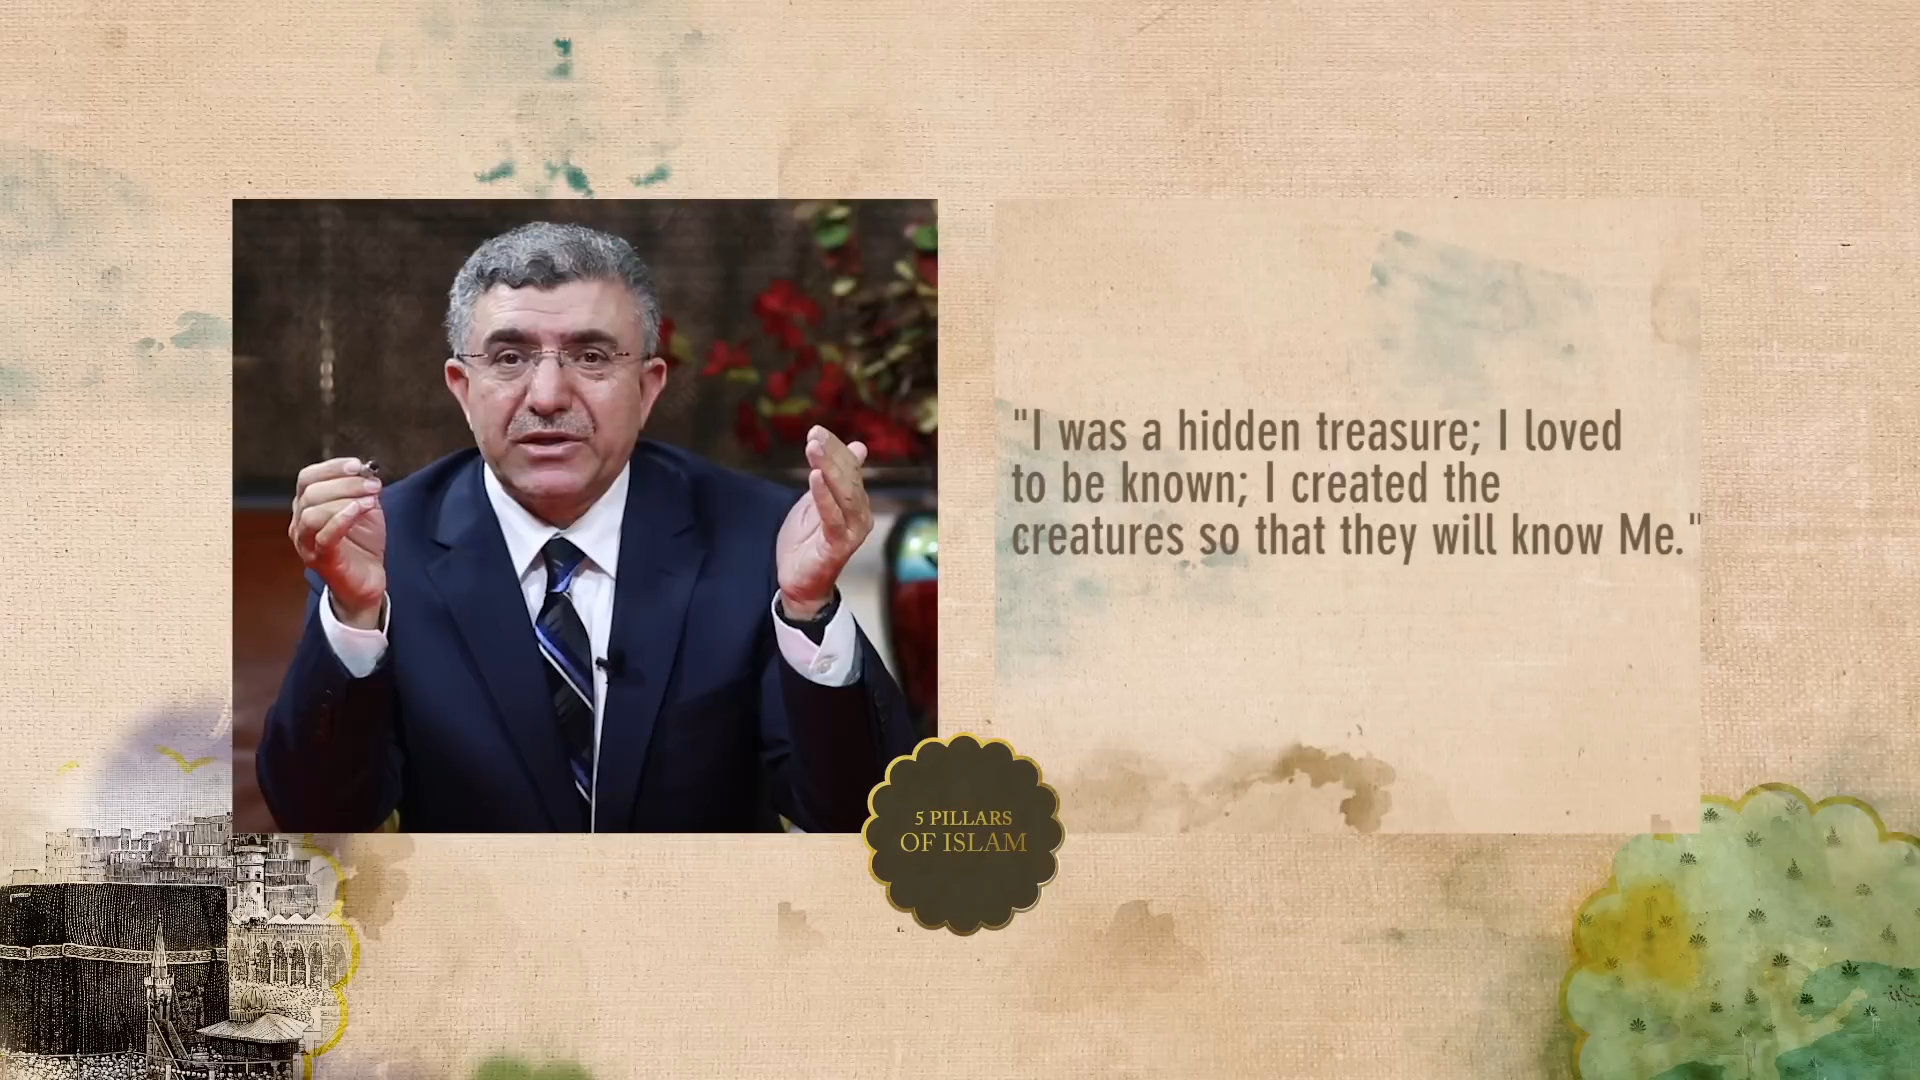 "I was a hidden treasure; I loved
to be known; I created the
creatures so that they will know Me."
5 PILLARS
OF ISLAM